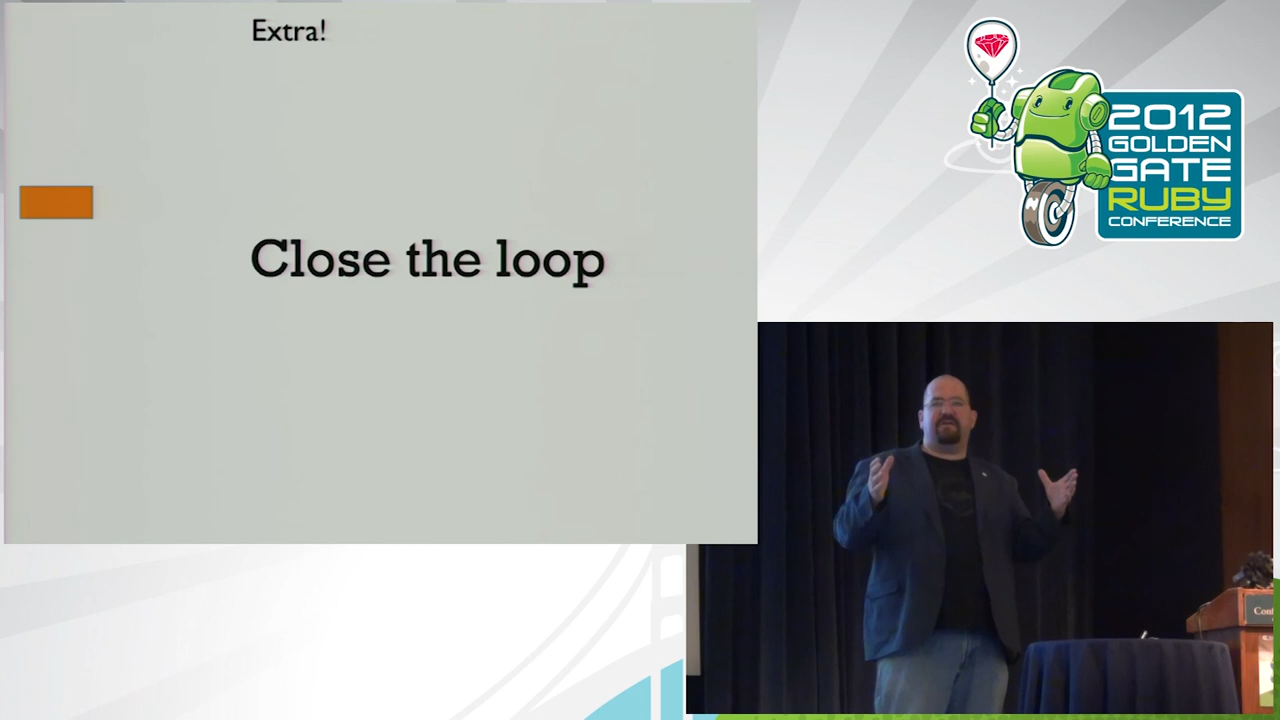 Extra!
Close the loop
2012
GOLDEN
GATE
RUBY
CONFERENCE